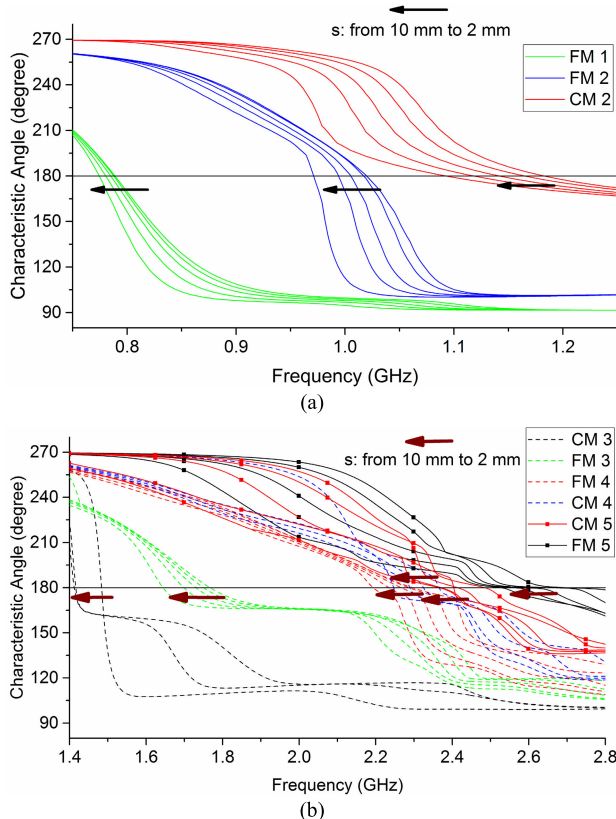 s: from 10 mm to 2 mm
FM 1
FM 2
CM 2
Characteristic Angle (degree)
270
240
210
180
150
120
90
0.8
0.9
1.0
1.1
1.2
Frequency (GHz)
(a)
s: from 10 mm to 2 mm
CM 3
FM 3
FM 4
CM 4
CM 5
FM 5
Characteristic Angle (degree)
270
240
210
180
150
120
90
1.4
1.6
1.8
2.0
2.2
2.4
2.6
2.8
Frequency (GHz)
(b)